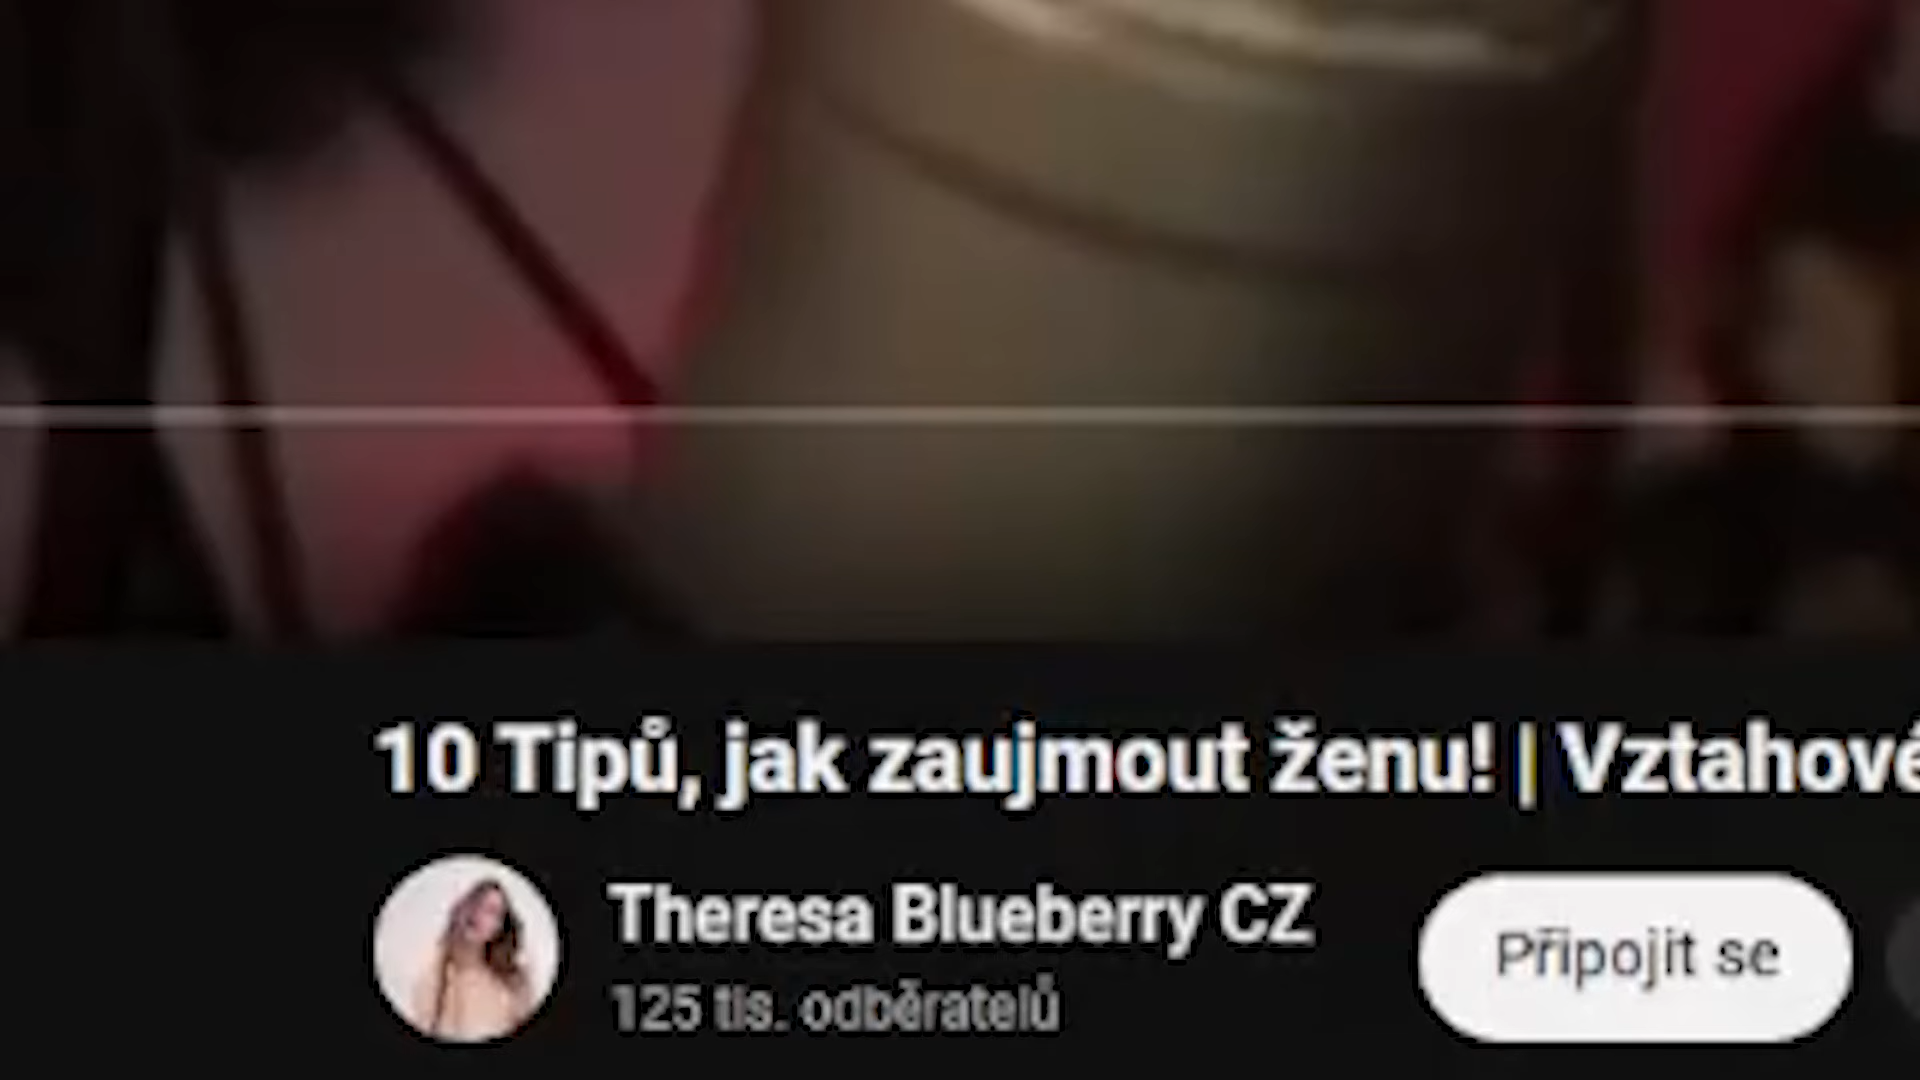 10 Tipů, jak zaujmout ženu! | Vztahové
Theresa Blueberry CZ
125 tis. odběratelů
Připojit se